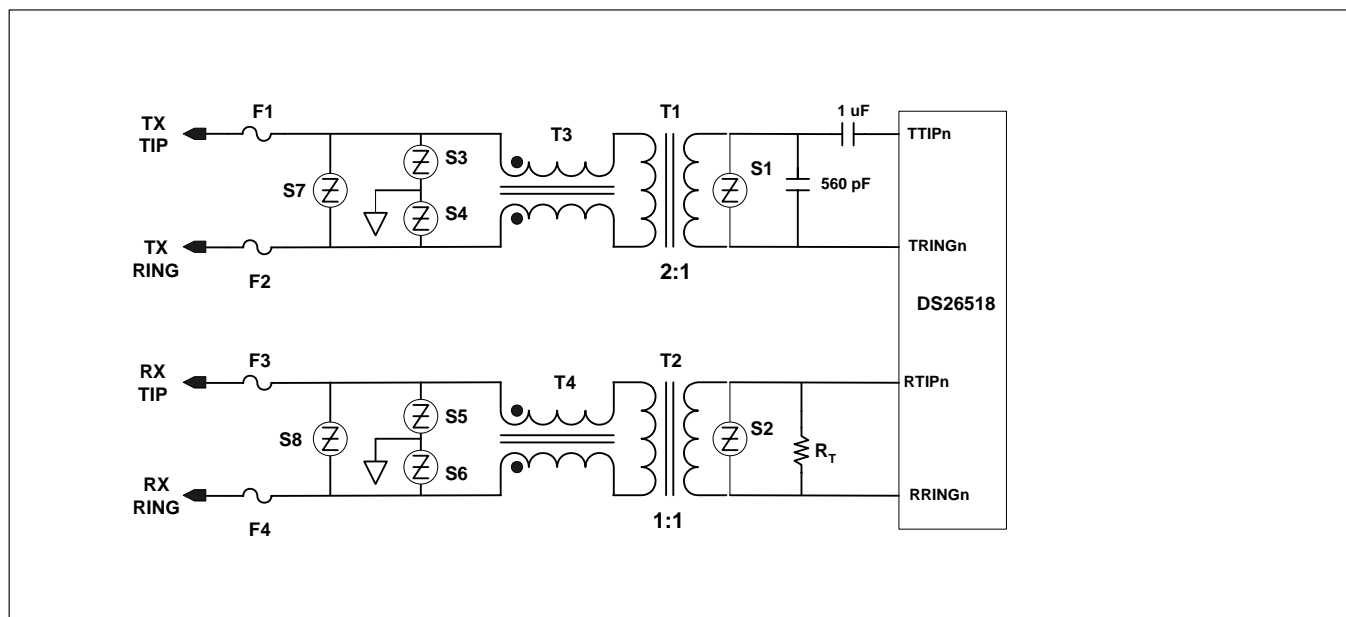 F1
T3
T1
1 uF
TX
TIP
TTIPn
S3
S7
S1
560 pF
S4
TX
RING
F2
2:1
TRINGn
DS26518
F3
T4
T2
RX
TIP
RTIPn
S5
S8
S2
RT
S6
RX
RING
F4
1:1
RRINGn